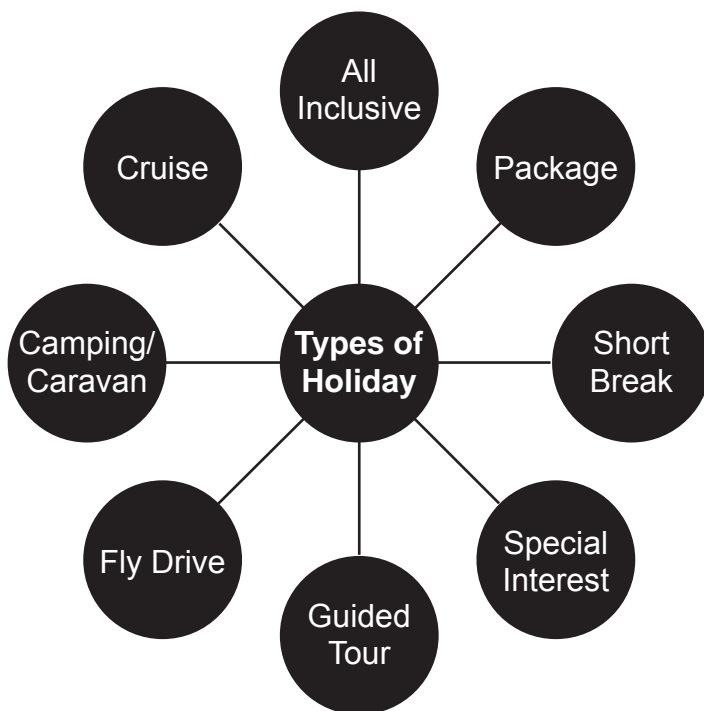 All
Inclusive
Package
Short
Break
Special
Interest
Guided
Tour
Fly Drive
Camping/
Caravan
Cruise
Types of
Holiday